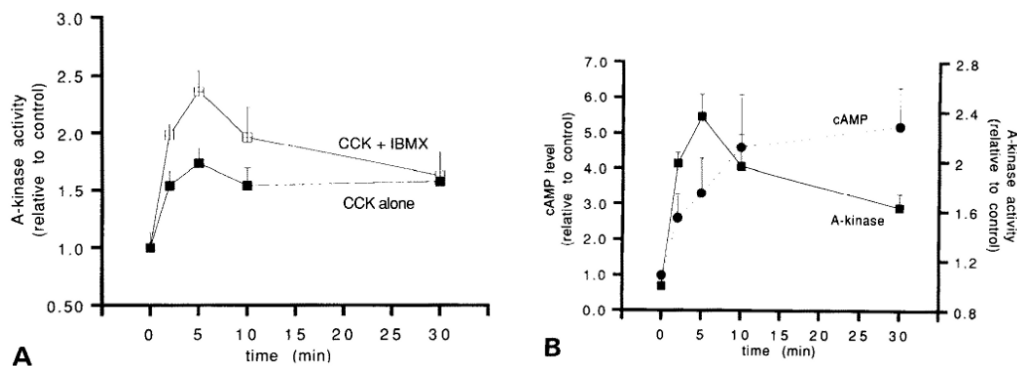 A-kinase activity
(relative to control)
3.0
2.5
2.0
1.5
1.0
0.50
CCK + IBMX
CCK alone
0 5 10 15 20 25 30
time (min)
A
cAMP level
(relative to control)
7.0
6.0
5.0
4.0
3.0
2.0
1.0
0.0
cAMP
A-kinase
2.8
2.4
2
1.6
1.2
0.8
A-kinase activity
(relative to control)
0 5 10 15 20 25 30
time (min)
B